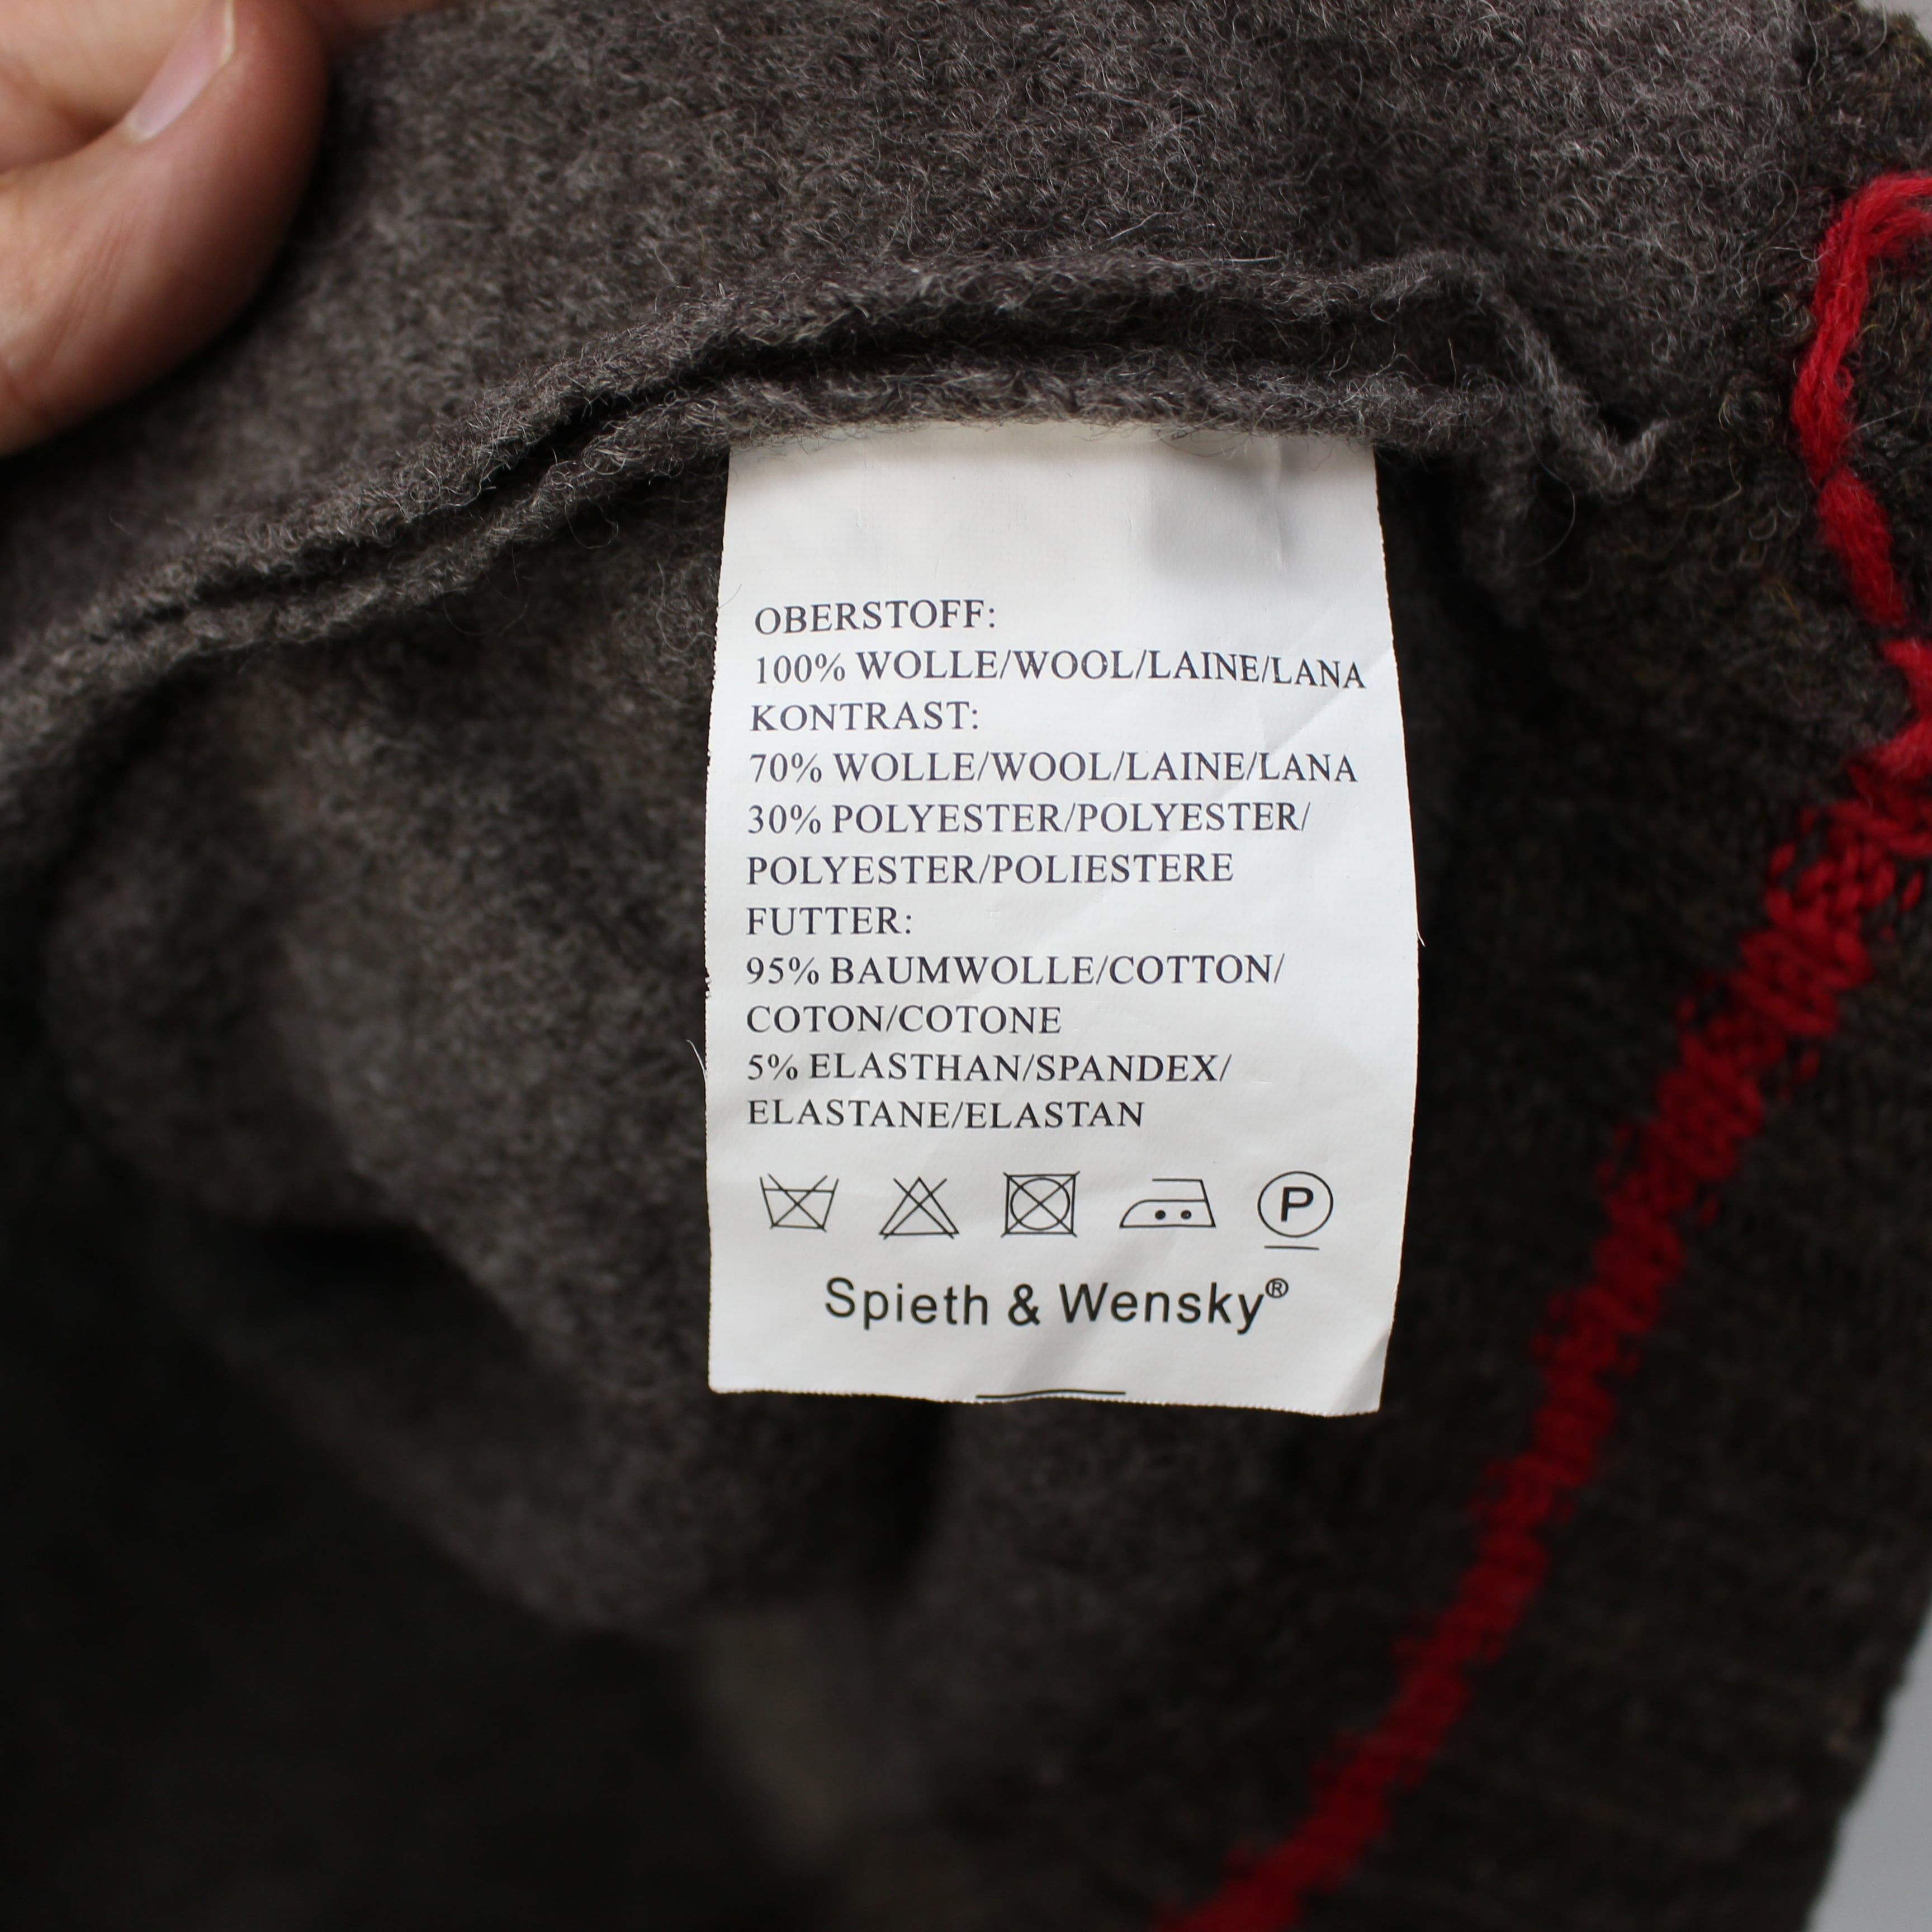 OBERSTOFF:
100% WOLLE/WOOL/LAINE/LANA
KONTRAST:
70% WOLLE/WOOL/LAINE/LANA
30% POLYESTER/POLYESTER/
POLYESTER/POLIESTERE
FUTTER:
95% BAUMWOLLE/COTTON/
COTON/COTONE
5% ELASTHAN/SPANDEX/
ELASTANE/ELASTAN
P
Spieth & Wensky®